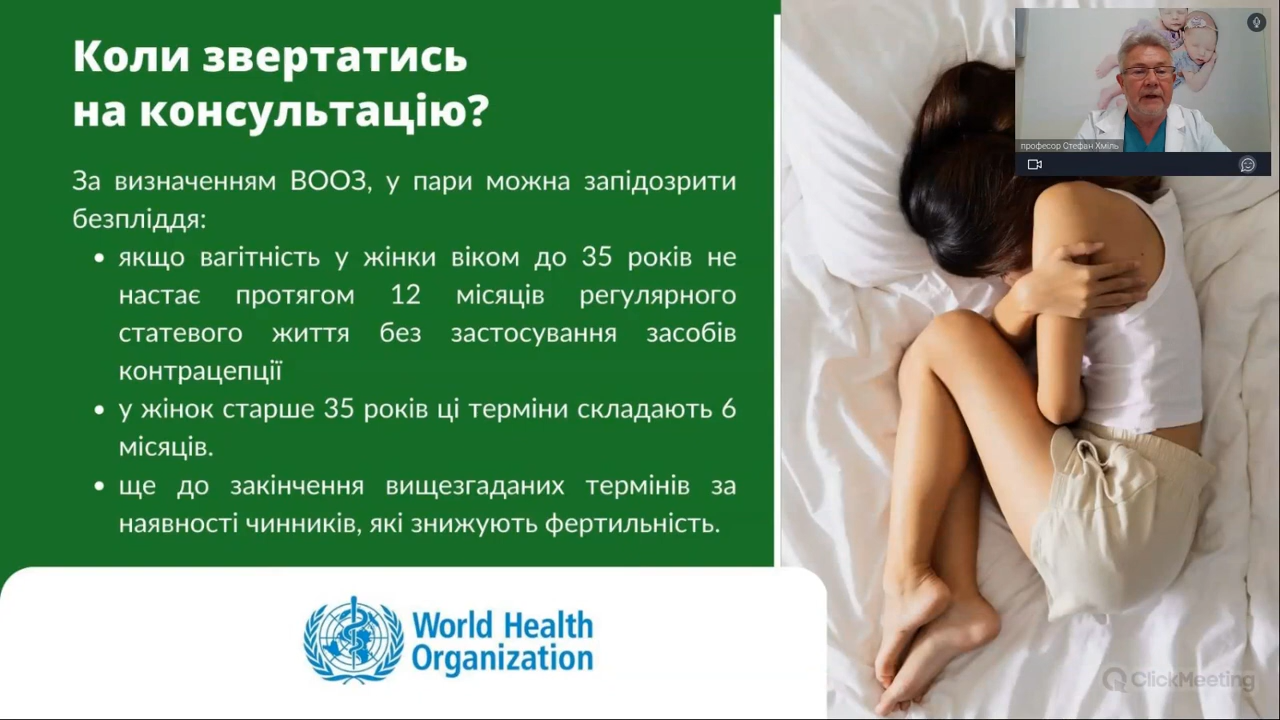 Коли звертатись
на консультацію?
За визначенням ВООЗ, у пари можна запідозрити
безпліддя:
• якщо вагітність у жінки віком до 35 років не
настає протягом 12 місяців регулярного
статевого життя без застосування засобів
контрацепції
• у жінок старше 35 років ці терміни складають 6
місяців.
• ще до закінчення вищезгаданих термінів за
наявності чинників, які знижують фертильність.
World Health
Organization
професор Стефан Хміль
ClickMeeting